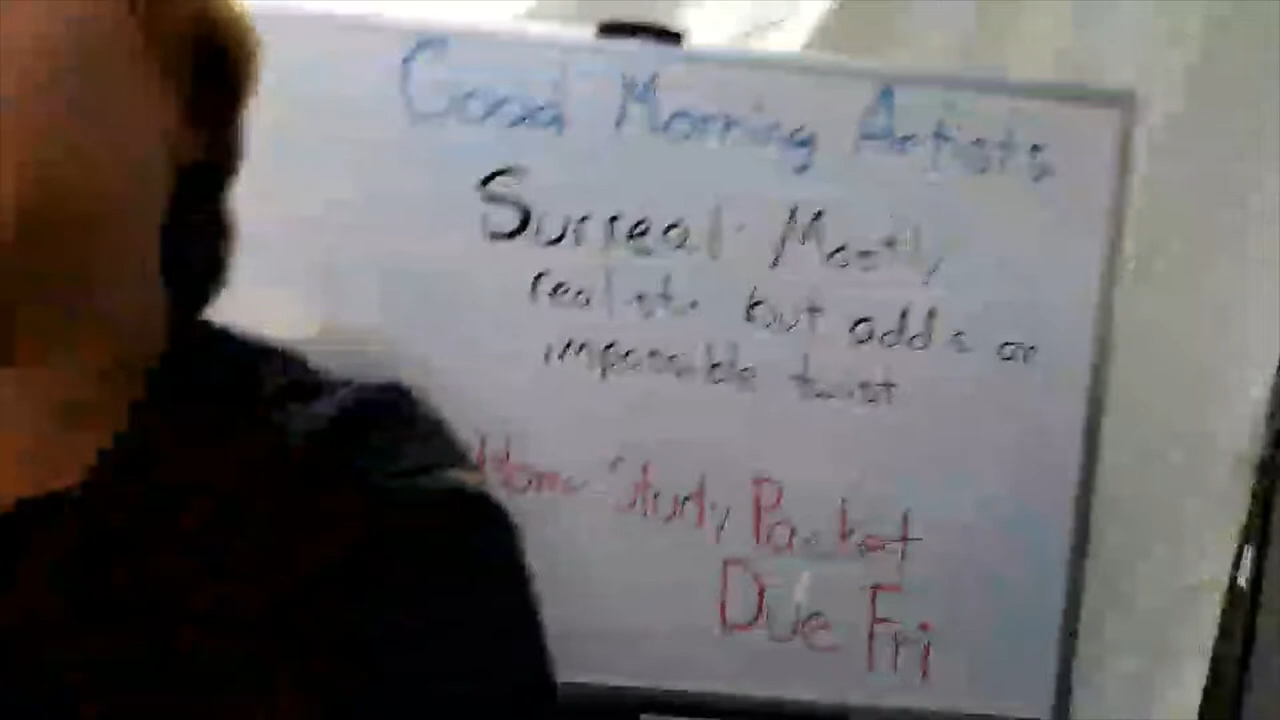 Good Morning Artists
Surreal: Mostly
realistic but adds an
impossible twist
Home Study Packet
Due Fri